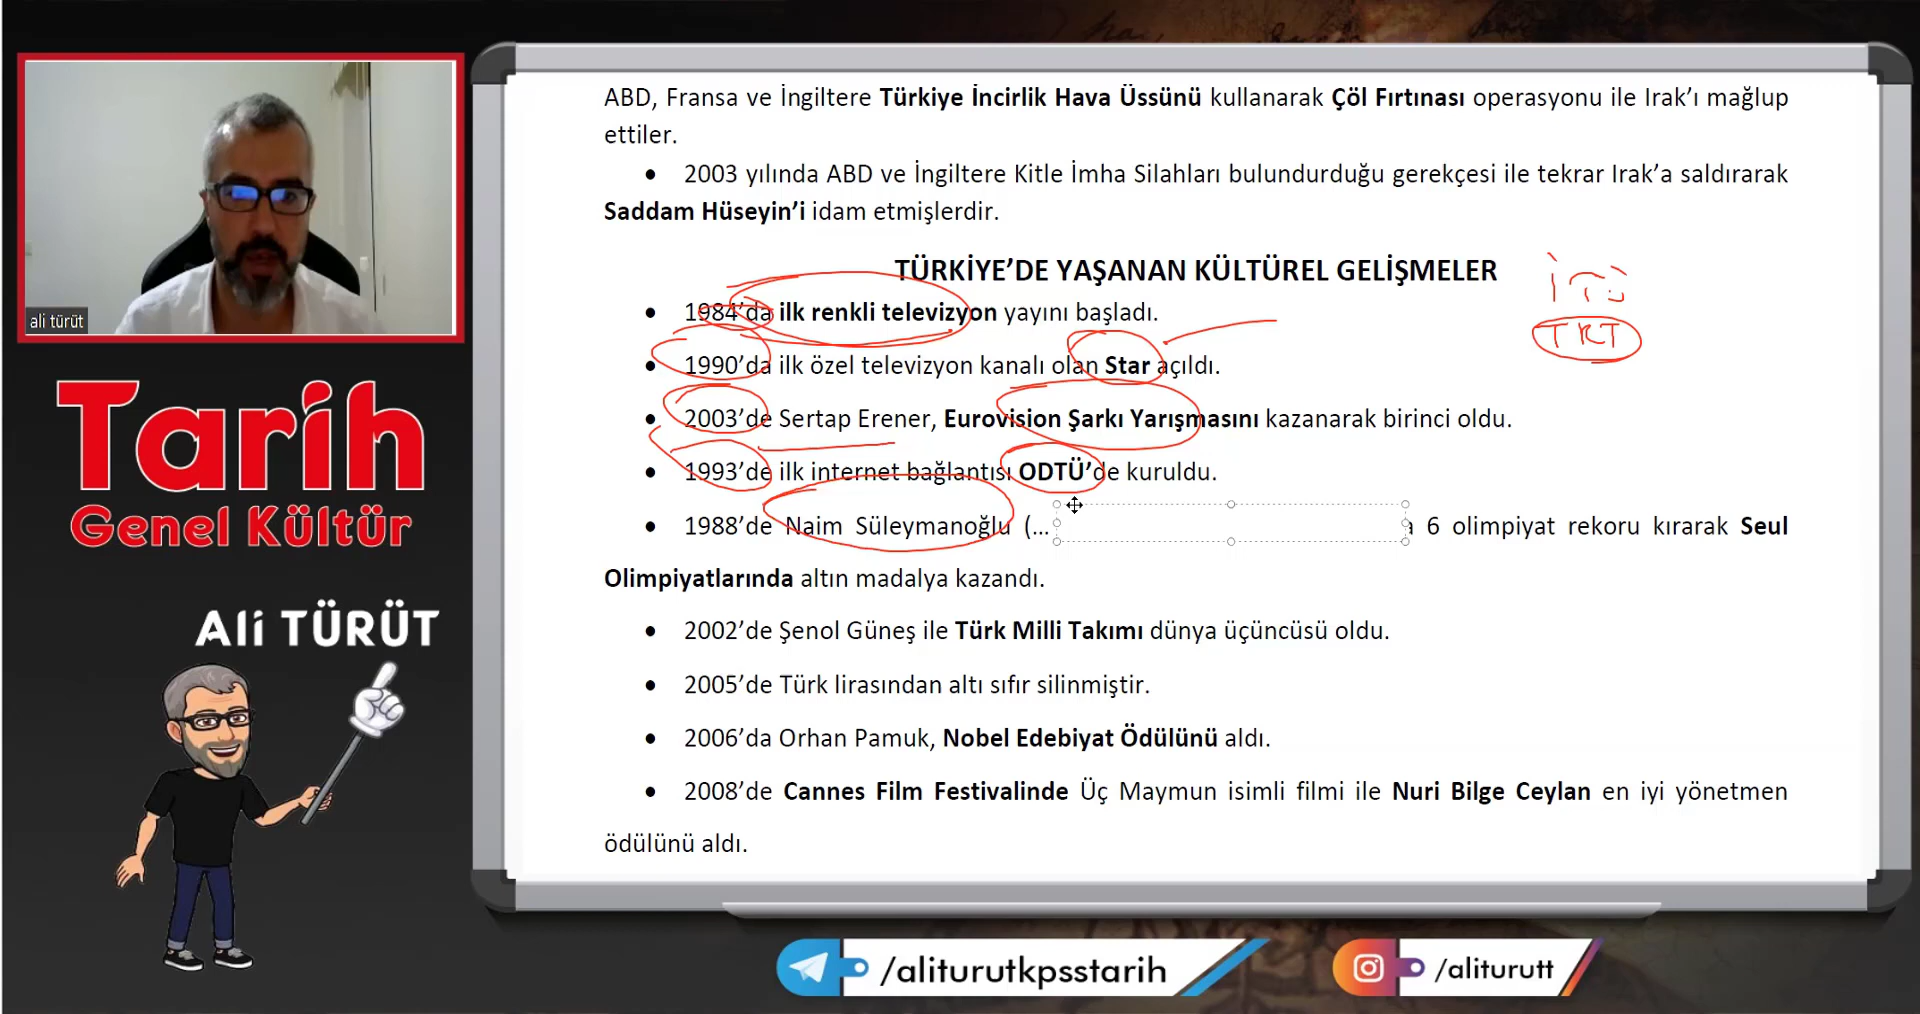 ali türüt
Tarih
Genel Kültür
Ali TÜRÜT
ABD, Fransa ve İngiltere Türkiye İncirlik Hava Üssünü kullanarak Çöl Fırtınası operasyonu ile Irak’ı mağlup
ettiler.
• 2003 yılında ABD ve İngiltere Kitle İmha Silahları bulundurduğu gerekçesi ile tekrar Irak’a saldırarak
Saddam Hüseyin’i idam etmişlerdir.
TÜRKİYE’DE YAŞANAN KÜLTÜREL GELİŞMELER
İTÜ
• 1984’da ilk renkli televizyon yayını başladı.
TRT
• 1990’da ilk özel televizyon kanalı olan Star açıldı.
• 2003’de Sertap Erener, Eurovision Şarkı Yarışmasını kazanarak birinci oldu.
• 1993’de ilk internet bağlantısı ODTÜ’de kuruldu.
• 1988’de Naim Süleymanoğlu (... 6 olimpiyat rekoru kırarak Seul
Olimpiyatlarında altın madalya kazandı.
• 2002’de Şenol Güneş ile Türk Milli Takımı dünya üçüncüsü oldu.
• 2005’de Türk lirasından altı sıfır silinmiştir.
• 2006’da Orhan Pamuk, Nobel Edebiyat Ödülünü aldı.
• 2008’de Cannes Film Festivalinde Üç Maymun isimli filmi ile Nuri Bilge Ceylan en iyi yönetmen
ödülünü aldı.
/aliturutkpsstarih
/aliturutt